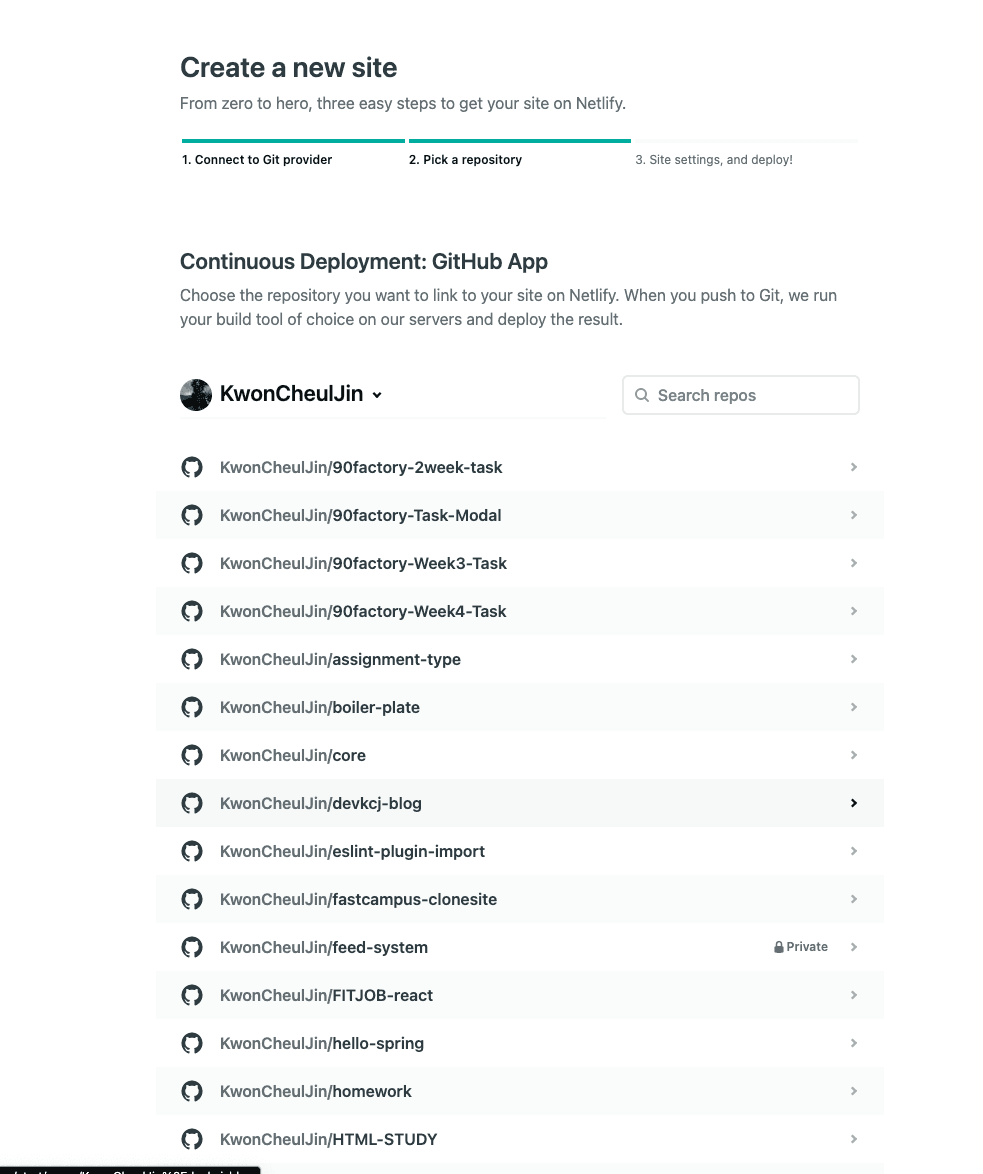 Create a new site
From zero to hero, three easy steps to get your site on Netlify.
1. Connect to Git provider
2. Pick a repository
3. Site settings, and deploy!
Continuous Deployment: GitHub App
Choose the repository you want to link to your site on Netlify. When you push to Git, we run
your build tool of choice on our servers and deploy the result.
KwonCheulJin
Search repos
KwonCheulJin/90factory-2week-task
KwonCheulJin/90factory-Task-Modal
KwonCheulJin/90factory-Week3-Task
KwonCheulJin/90factory-Week4-Task
KwonCheulJin/assignment-type
KwonCheulJin/boiler-plate
KwonCheulJin/core
KwonCheulJin/devkcj-blog
KwonCheulJin/eslint-plugin-import
KwonCheulJin/fastcampus-clonesite
KwonCheulJin/feed-system Private
KwonCheulJin/FITJOB-react
KwonCheulJin/hello-spring
KwonCheulJin/homework
KwonCheulJin/HTML-STUDY